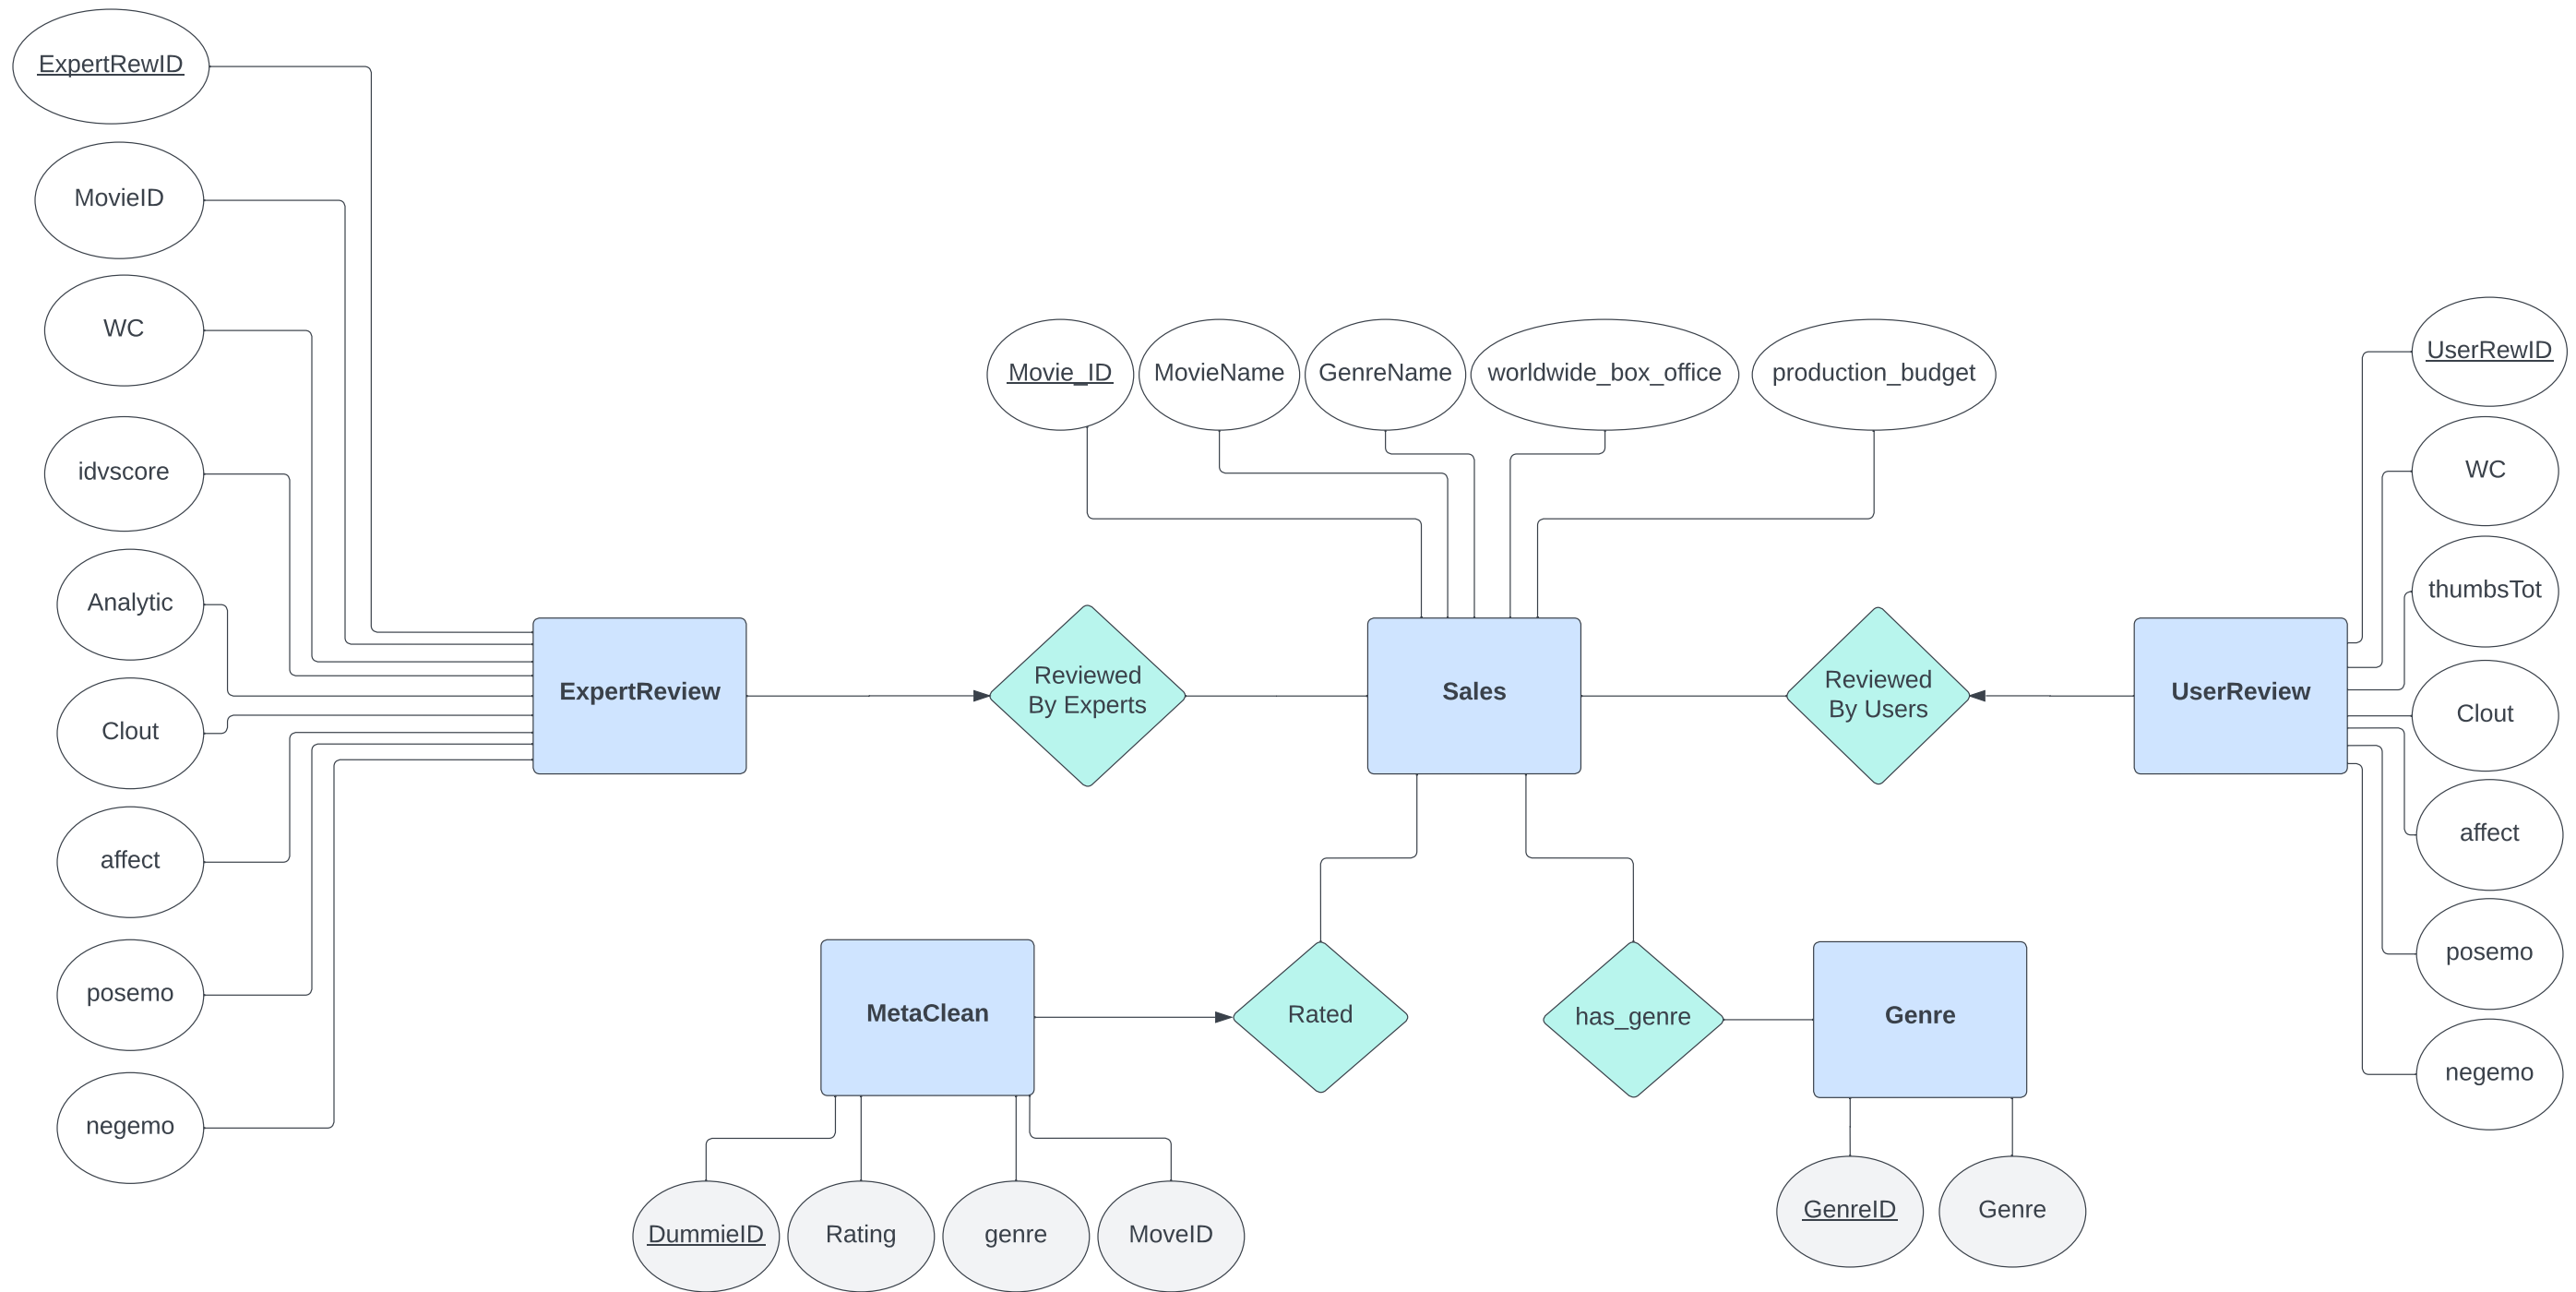 ExpertRewID
MovieID
WC
idvscore
Analytic
Clout
affect
posemo
negemo
ExpertReview
Reviewed
By Experts
Movie_ID
MovieName
GenreName
worldwide_box_office
production_budget
Sales
Reviewed
By Users
UserReview
UserRewID
WC
thumbsTot
Clout
affect
posemo
negemo
MetaClean
Rated
has_genre
Genre
DummieID
Rating
genre
MoveID
GenreID
Genre